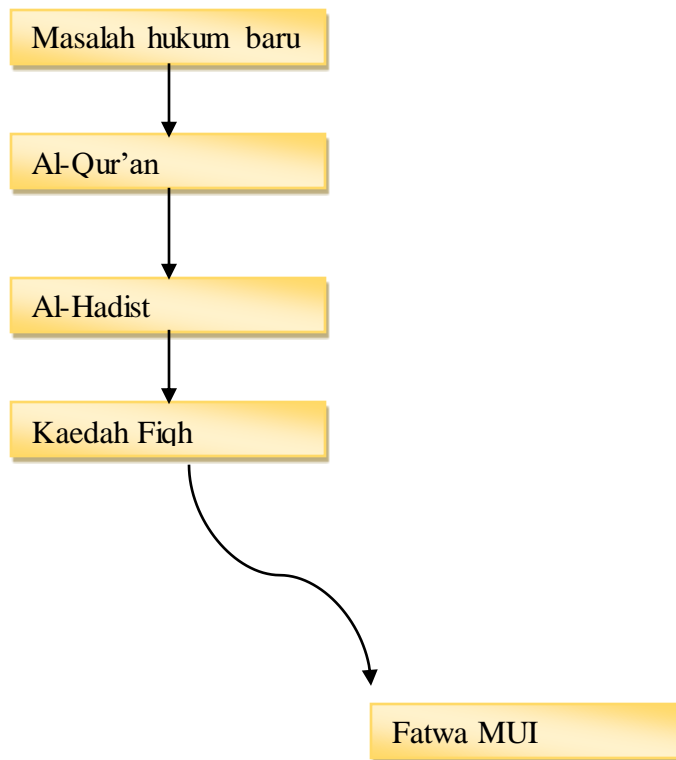 Masalah hukum baru
Al-Qur’an
Al-Hadist
Kaedah Fiqh
Fatwa MUI